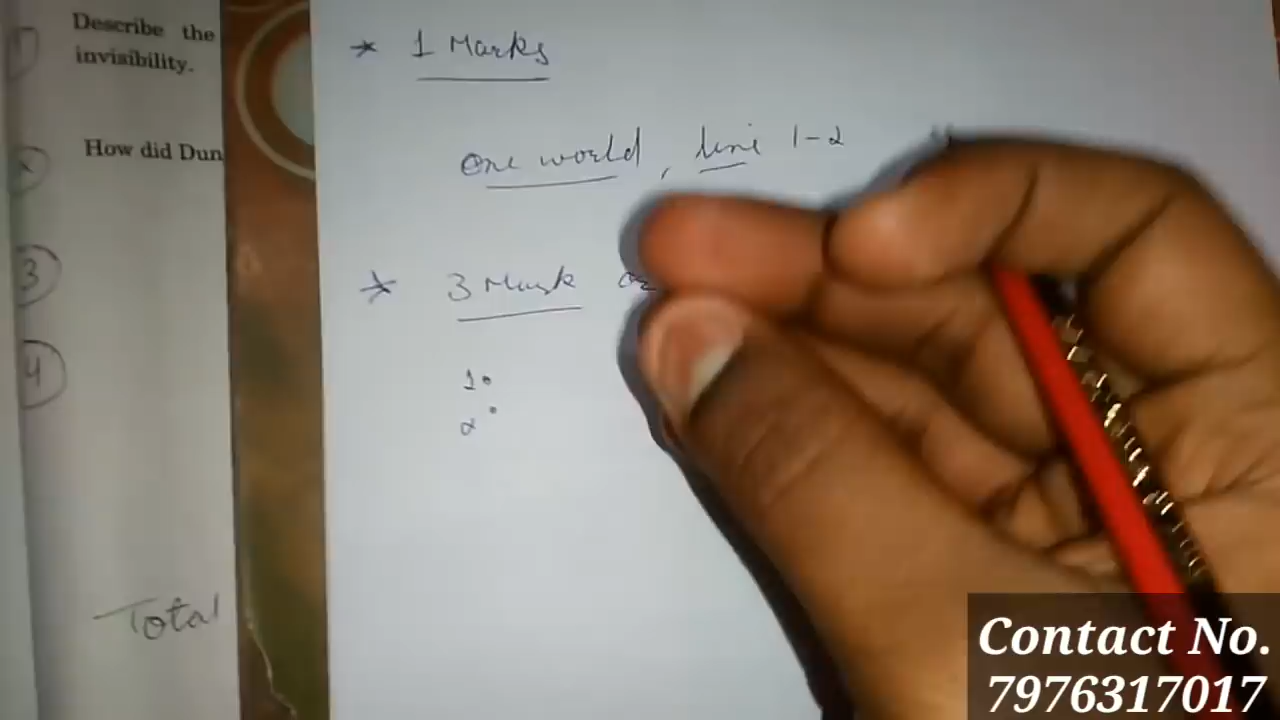 Describe the
invisibility.
How did Dun
3
4
Total
* 1 Marks
One world, line 1-2
* 3 Mark or
1.
2.
Contact No.
7976317017